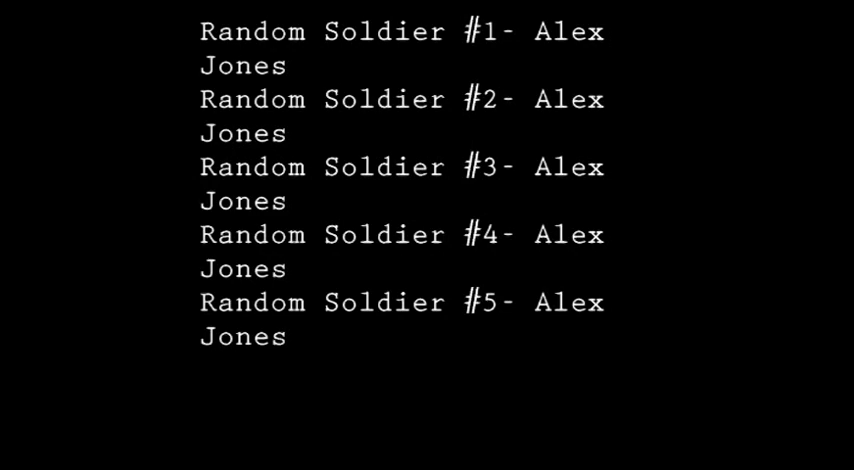 Random Soldier #1- Alex
Jones
Random Soldier #2- Alex
Jones
Random Soldier #3- Alex
Jones
Random Soldier #4- Alex
Jones
Random Soldier #5- Alex
Jones